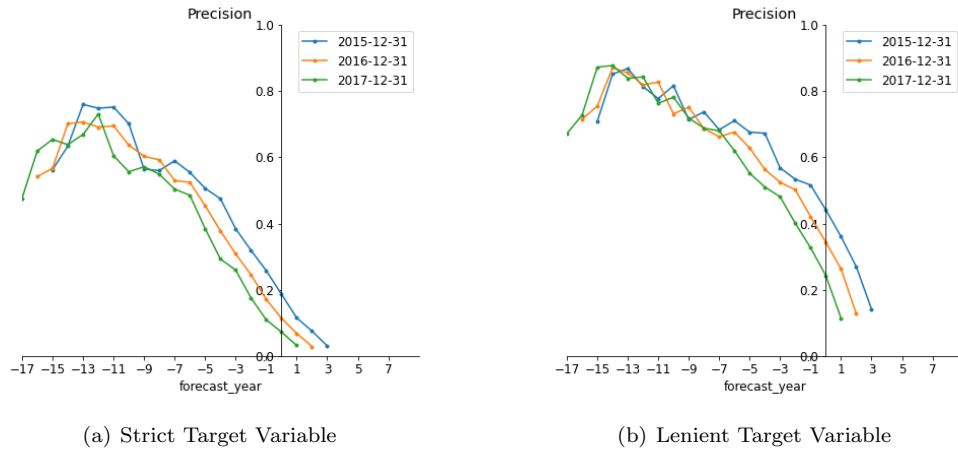 Precision
1.0
0.8
0.6
0.4
0.2
0.0
2015-12-31
2016-12-31
2017-12-31
−17 −15 −13 −11 −9 −7 −5 −3 −1 1 3 5 7
forecast_year
(a) Strict Target Variable
Precision
1.0
0.8
0.6
0.4
0.2
0.0
2015-12-31
2016-12-31
2017-12-31
−17 −15 −13 −11 −9 −7 −5 −3 −1 1 3 5 7
forecast_year
(b) Lenient Target Variable